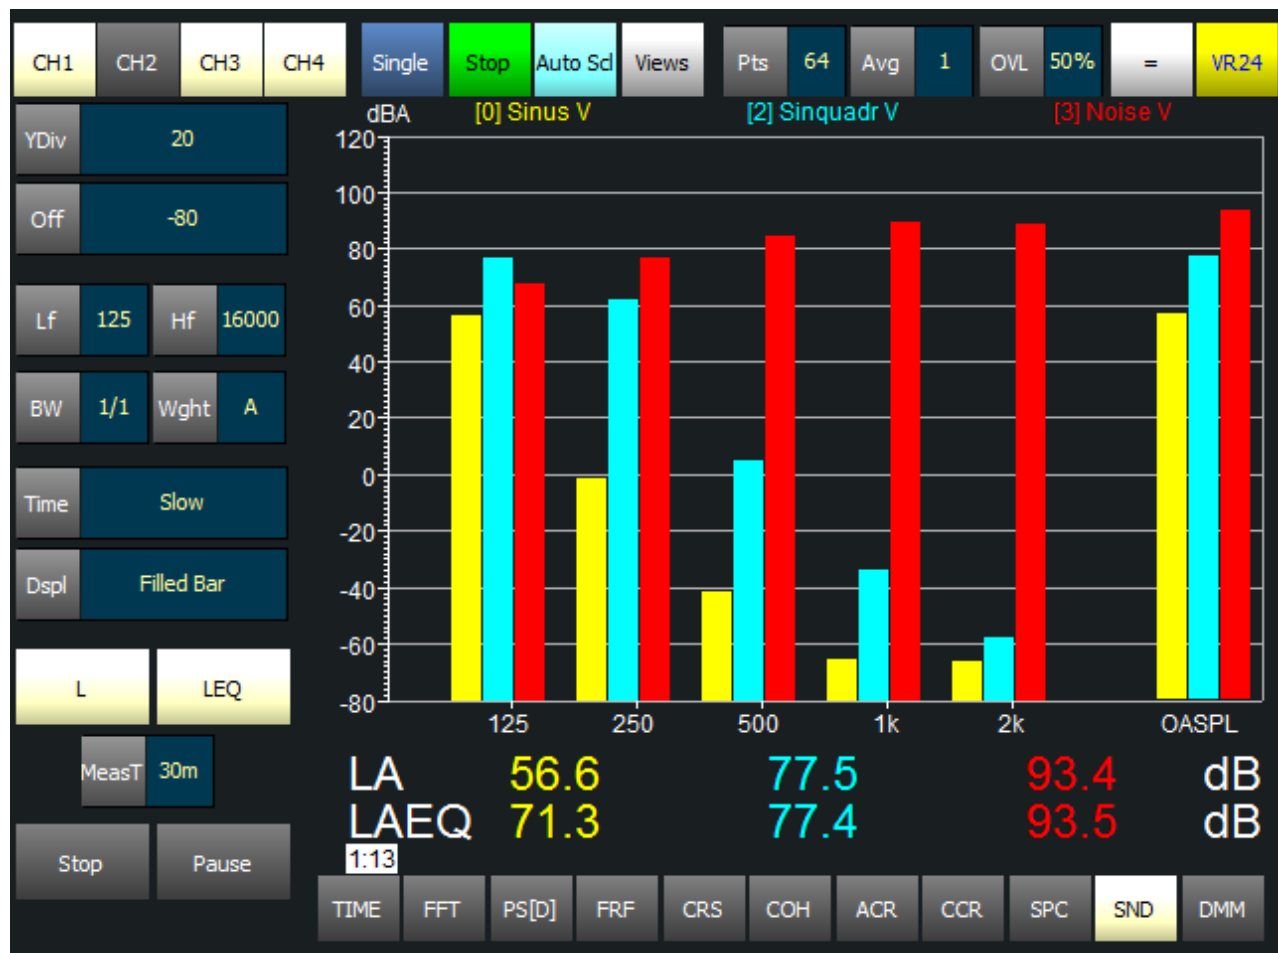 CH1 CH2 CH3 CH4 Single Stop Auto Scl Views Pts 64 Avg 1 OVL 50% = VR24
dBA [0] Sinus V [2] Sinquadr V [3] Noise V
YDiv 20
Off -80
Lf 125 Hf 16000
BW 1/1 Wght A
Time Slow
Dspl Filled Bar
L LEQ
MeasT 30m
Stop Pause
120
100
80
60
40
20
0
-20
-40
-60
-80
125 250 500 1k 2k OASPL
LA 56.6 77.5 93.4 dB
LAEQ 71.3 77.4 93.5 dB
1:13
TIME FFT PS[D] FRF CRS COH ACR CCR SPC SND DMM